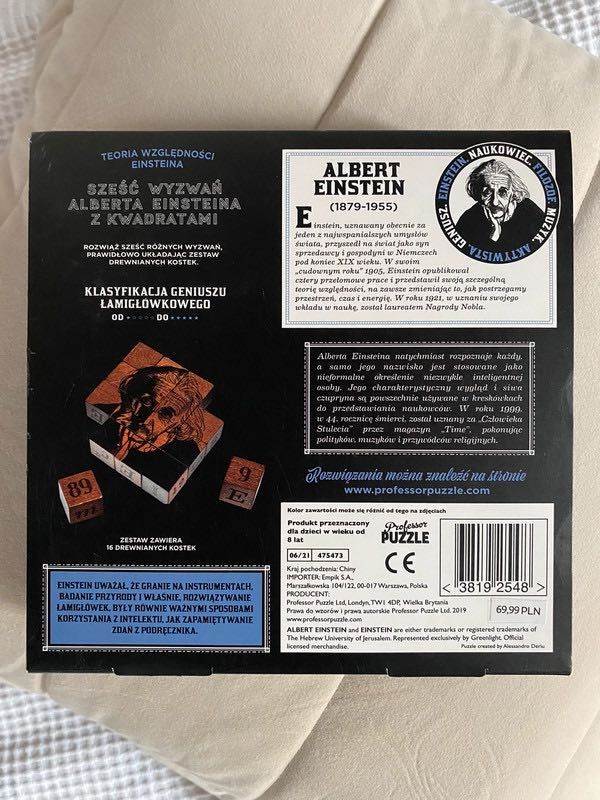 TEORIA WZGLĘDNOŚCI
EINSTEINA
SZEŚĆ WYZWAŃ
ALBERTA EINSTEINA
Z KWADRATAMI
ROZWIĄŻ SZEŚĆ RÓŻNYCH WYZWAŃ,
PRAWIDŁOWO UKŁADAJĄC ZESTAW
DREWNIANYCH KOSTEK.
KLASYFIKACJA GENIUSZU
ŁAMIGŁÓWKOWEGO
OD ★☆☆☆☆ DO ★★★★★
89
m
9
E
ZESTAW ZAWIERA
16 DREWNIANYCH KOSTEK
EINSTEIN UWAŻAŁ, ŻE GRANIE NA INSTRUMENTACH,
BADANIE PRZYRODY I WŁAŚNIE, ROZWIĄZYWANIE
ŁAMIGŁÓWEK, BYŁY RÓWNIE WAŻNYMI SPOSOBAMI
KORZYSTANIA Z INTELEKTU, JAK ZAPAMIĘTYWANIE
ZDAŃ Z PODRĘCZNIKA.
ALBERT
EINSTEIN
(1879-1955)
EINSTEIN. NAUKOWIEC. FILOZOF. MUZYK. AKTYWISTA. GENIUSZ.
Einstein, uznawany obecnie za
jeden z najwspanialszych umysłów
świata, przyszedł na świat jako syn
sprzedawcy i gospodyni w Niemczech
pod koniec XIX wieku. W swoim
„cudownym roku” 1905, Einstein opublikował
cztery przełomowe prace i przedstawił swoją szczególną
teorię względności, na zawsze zmieniając to, jak postrzegamy
przestrzeń, czas i energię. W roku 1921, w uznaniu swojego
wkładu w naukę, został laureatem Nagrody Nobla.
Alberta Einsteina natychmiast rozpoznaje każdy,
a samo jego nazwisko jest stosowane jako
nieformalne określenie niezwykle inteligentnej
osoby. Jego charakterystyczny wygląd i siwa
czupryna są powszechnie używane w kreskówkach
do przedstawiania naukowców. W roku 1999,
w 44. rocznicę śmierci, został uznany za "Człowieka
Stulecia" przez magazyn "Time", pokonując
polityków, muzyków i przywódców religijnych.
Rozwiązania można znaleźć na stronie
www.professorpuzzle.com
Kolor zawartości może się różnić od tego na zdjęciach
Produkt przeznaczony
dla dzieci w wieku od
8 lat
Professor
PUZZLE
06/21 475473
CE
Kraj pochodzenia: Chiny
IMPORTER: Empik S.A.,
Marszałkowska 104/122, 00-017 Warszawa, Polska
PRODUCENT:
Professor Puzzle Ltd, London, TW1 4DP, Wielka Brytania
Prawa do wzorów i prawa autorskie Professor Puzzle Ltd. 2019
www.professorpuzzle.com
< 3819 2548 >
69,99 PLN
ALBERT EINSTEIN and EINSTEIN are either trademarks or registered trademarks of
The Hebrew University of Jerusalem. Represented exclusively by Greenlight. Official
licensed merchandise.
Puzzle created by Alessandro Deriu